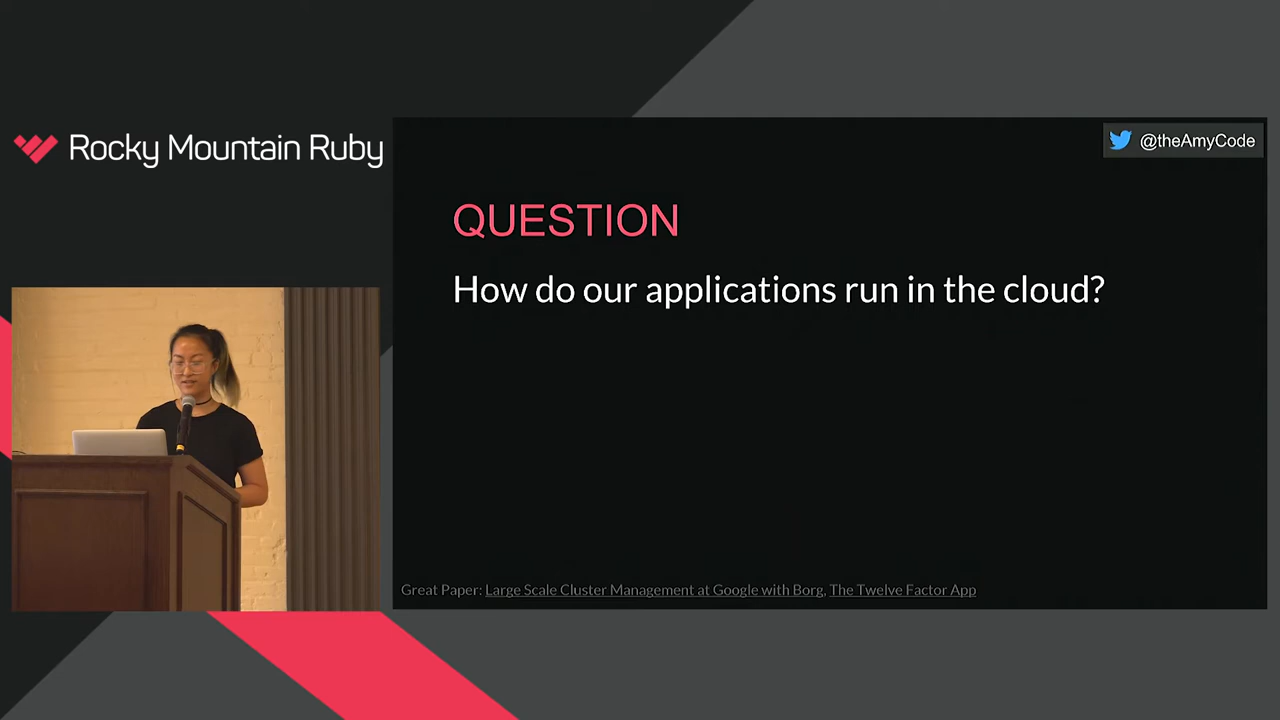 Rocky Mountain Ruby
@theAmyCode
QUESTION
How do our applications run in the cloud?
Great Paper: Large Scale Cluster Management at Google with Borg, The Twelve Factor App